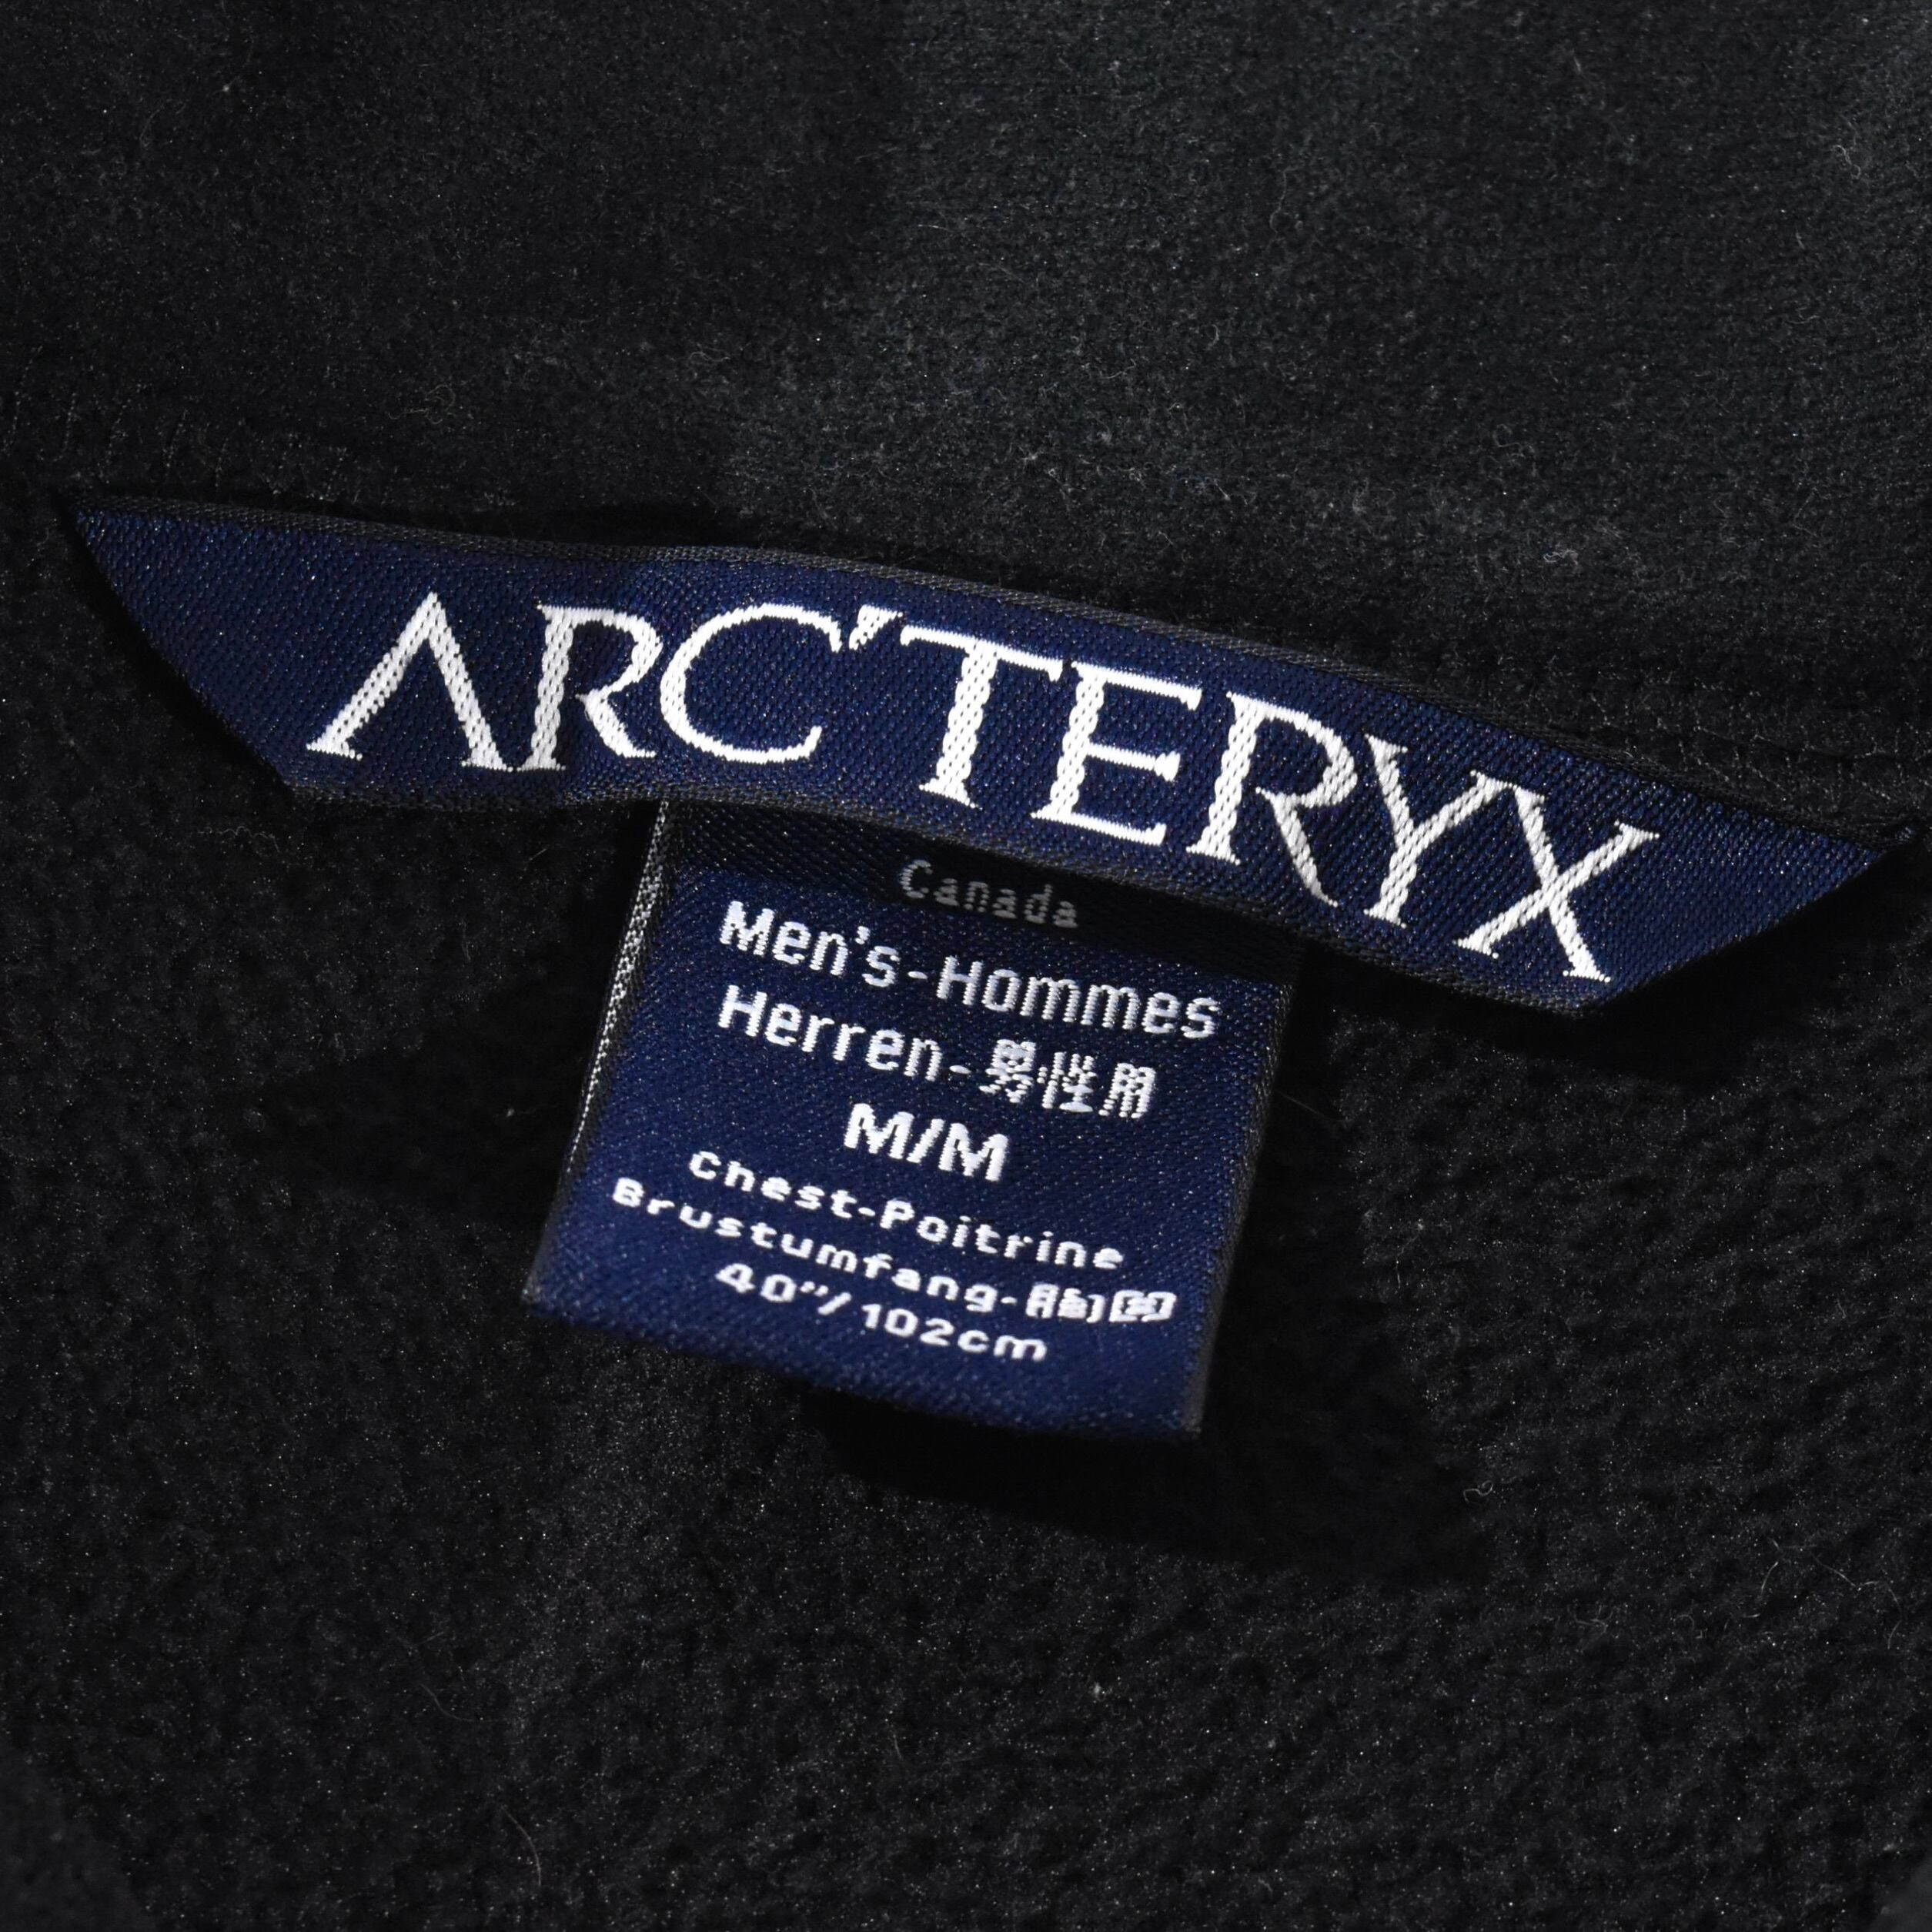 ARC'TERYX
Canada
Men's-Hommes
Herren-男性用
M/M
Chest-Poitrine
Brustumfang-胸囲
40"/102cm